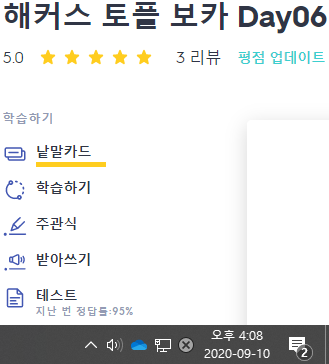 해커스 토플 보카 Day06
5.0 3 리뷰 평점 업데이트
학습하기
낱말카드
학습하기
주관식
받아쓰기
테스트
지난 번 정답률:95%
오후 4:08
2020-09-10
2